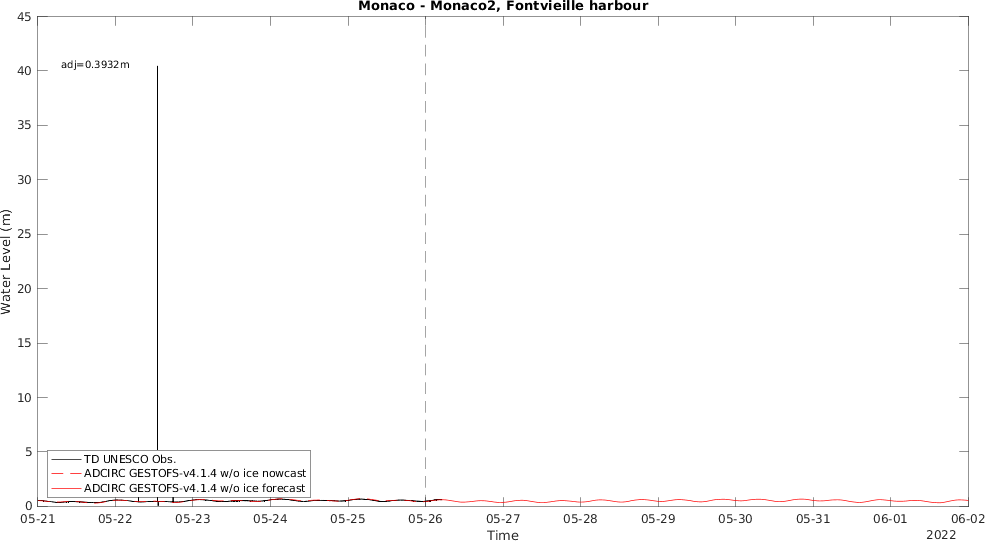 Monaco - Monaco2, Fontvieille harbour
45
40
35
30
25
20
15
10
5
0
Water Level (m)
adj=0.3932m
TD UNESCO Obs.
ADCIRC GESTOFS-v4.1.4 w/o ice nowcast
ADCIRC GESTOFS-v4.1.4 w/o ice forecast
05-21 05-22 05-23 05-24 05-25 05-26 05-27 05-28 05-29 05-30 05-31 06-01 06-02
Time
2022